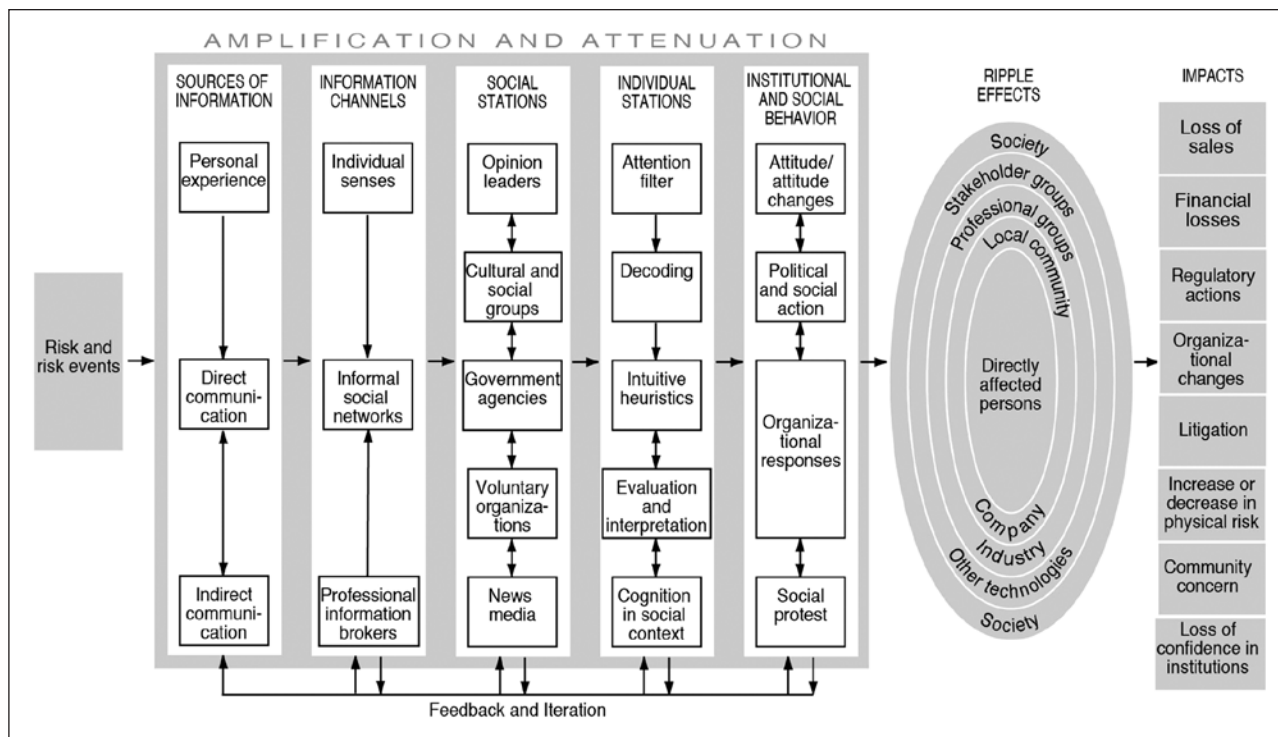 AMPLIFICATION AND ATTENUATION
SOURCES OF
INFORMATION
Personal
experience
Direct
communi-
cation
Indirect
communi-
cation
INFORMATION
CHANNELS
Individual
senses
Informal
social
networks
Professional
information
brokers
SOCIAL
STATIONS
Opinion
leaders
Cultural and
social
groups
Government
agencies
Voluntary
organiza-
tions
News
media
INDIVIDUAL
STATIONS
Attention
filter
Decoding
Intuitive
heuristics
Evaluation
and
interpretation
Cognition
in social
context
INSTITUTIONAL
AND SOCIAL
BEHAVIOR
Attitude/
attitude
changes
Political
and social
action
Organiza-
tional
responses
Social
protest
Risk and
risk events
Feedback and Iteration
RIPPLE
EFFECTS
Society
Stakeholder groups
Professional groups
Local community
Directly
affected
persons
Company
Industry
Other technologies
Society
IMPACTS
Loss of
sales
Financial
losses
Regulatory
actions
Organiza-
tional
changes
Litigation
Increase or
decrease in
physical risk
Community
concern
Loss of
confidence in
institutions